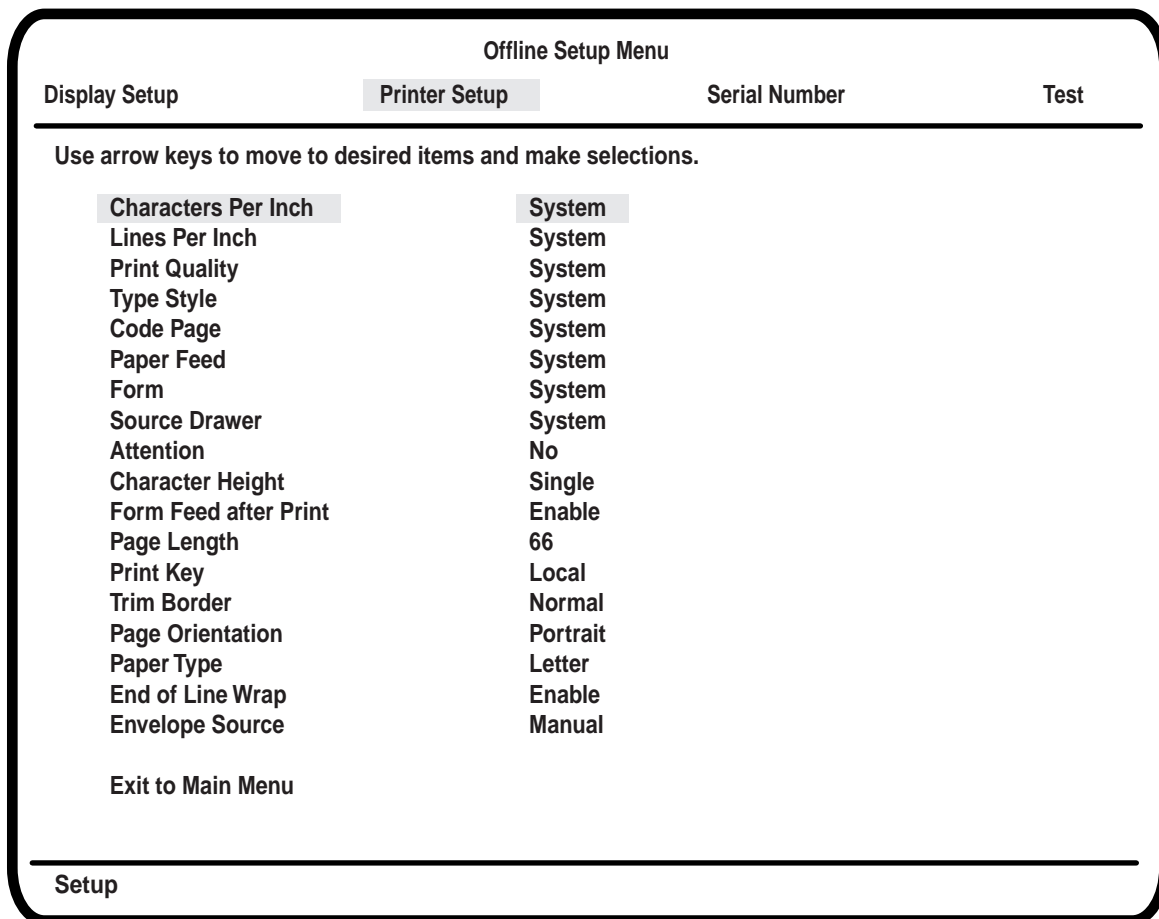 Offline Setup Menu
Display Setup Printer Setup Serial Number Test
Use arrow keys to move to desired items and make selections.
Characters Per Inch System
Lines Per Inch System
Print Quality System
Type Style System
Code Page System
Paper Feed System
Form System
Source Drawer System
Attention No
Character Height Single
Form Feed after Print Enable
Page Length 66
Print Key Local
Trim Border Normal
Page Orientation Portrait
Paper Type Letter
End of Line Wrap Enable
Envelope Source Manual
Exit to Main Menu
Setup